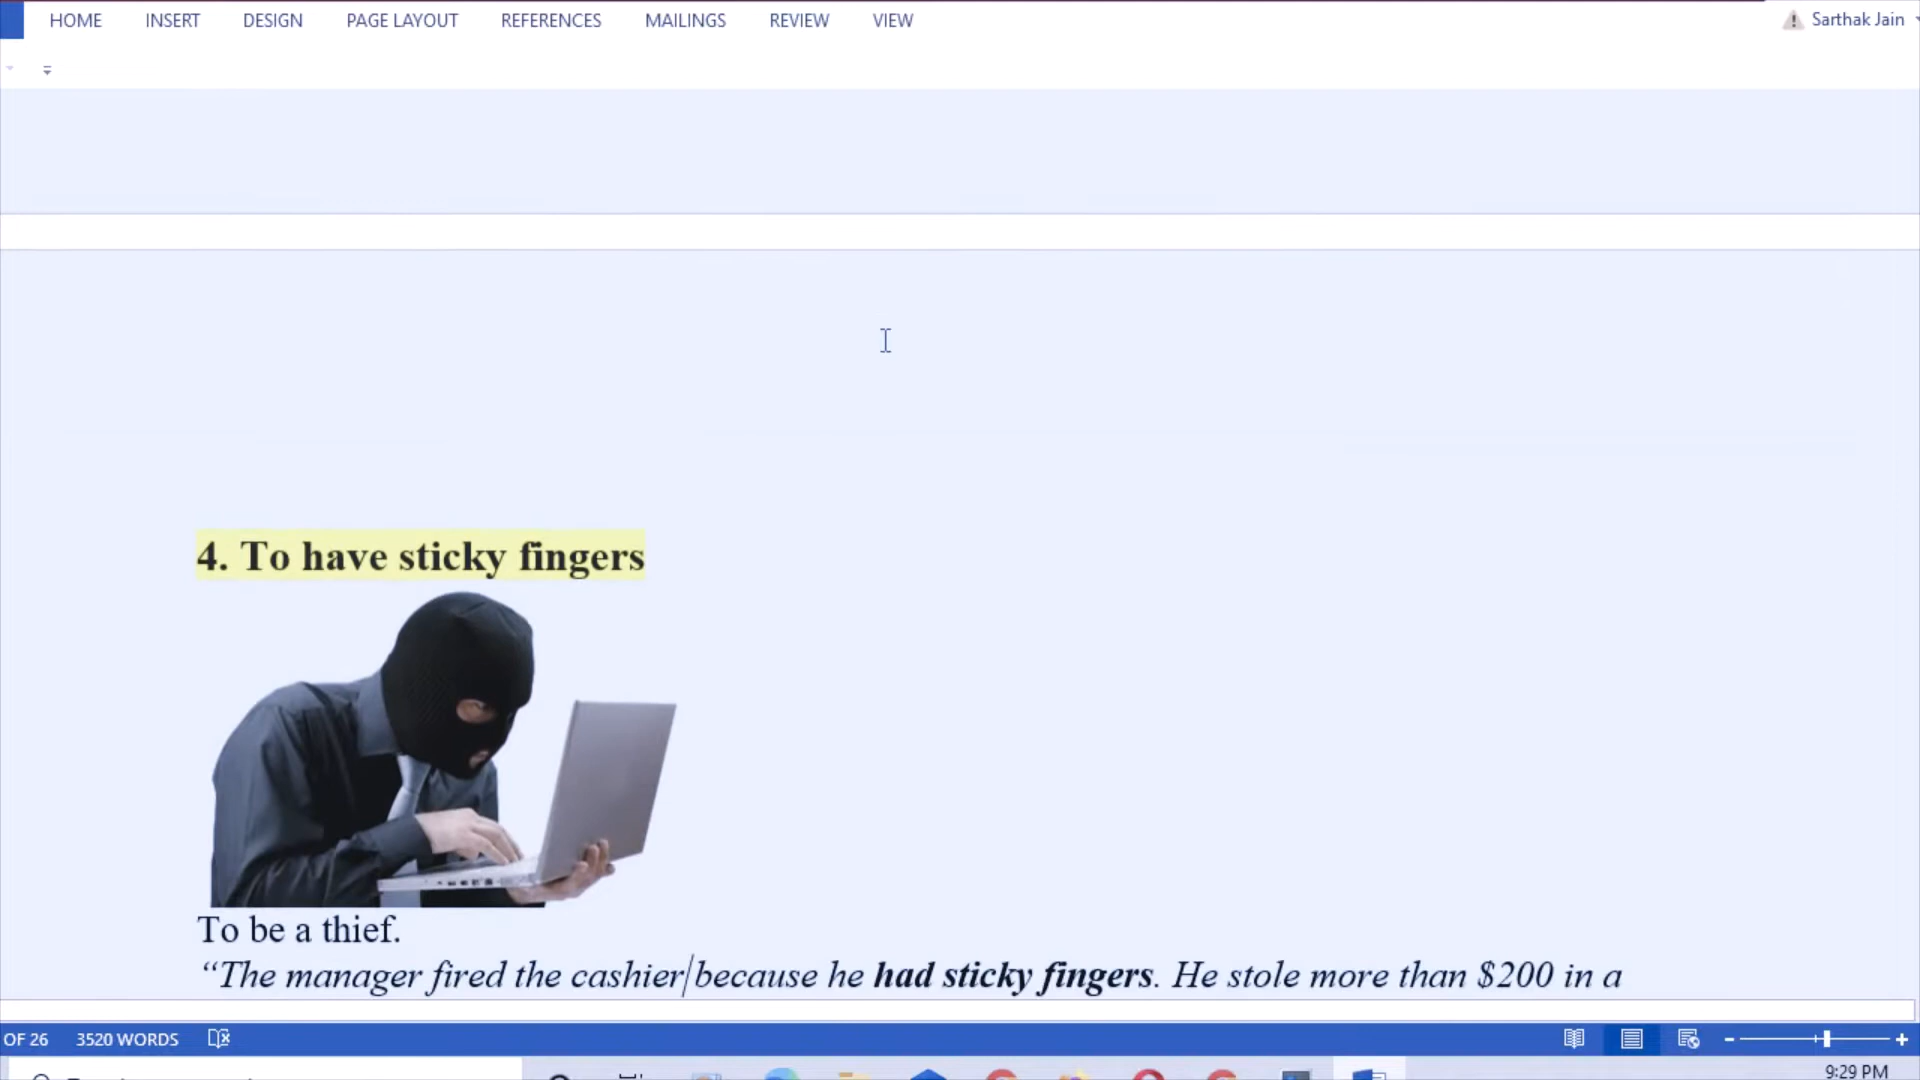 HOME INSERT DESIGN PAGE LAYOUT REFERENCES MAILINGS REVIEW VIEW Sarthak Jain
4. To have sticky fingers
To be a thief.
“The manager fired the cashier because he had sticky fingers. He stole more than $200 in a
OF 26 3520 WORDS
9:29 PM